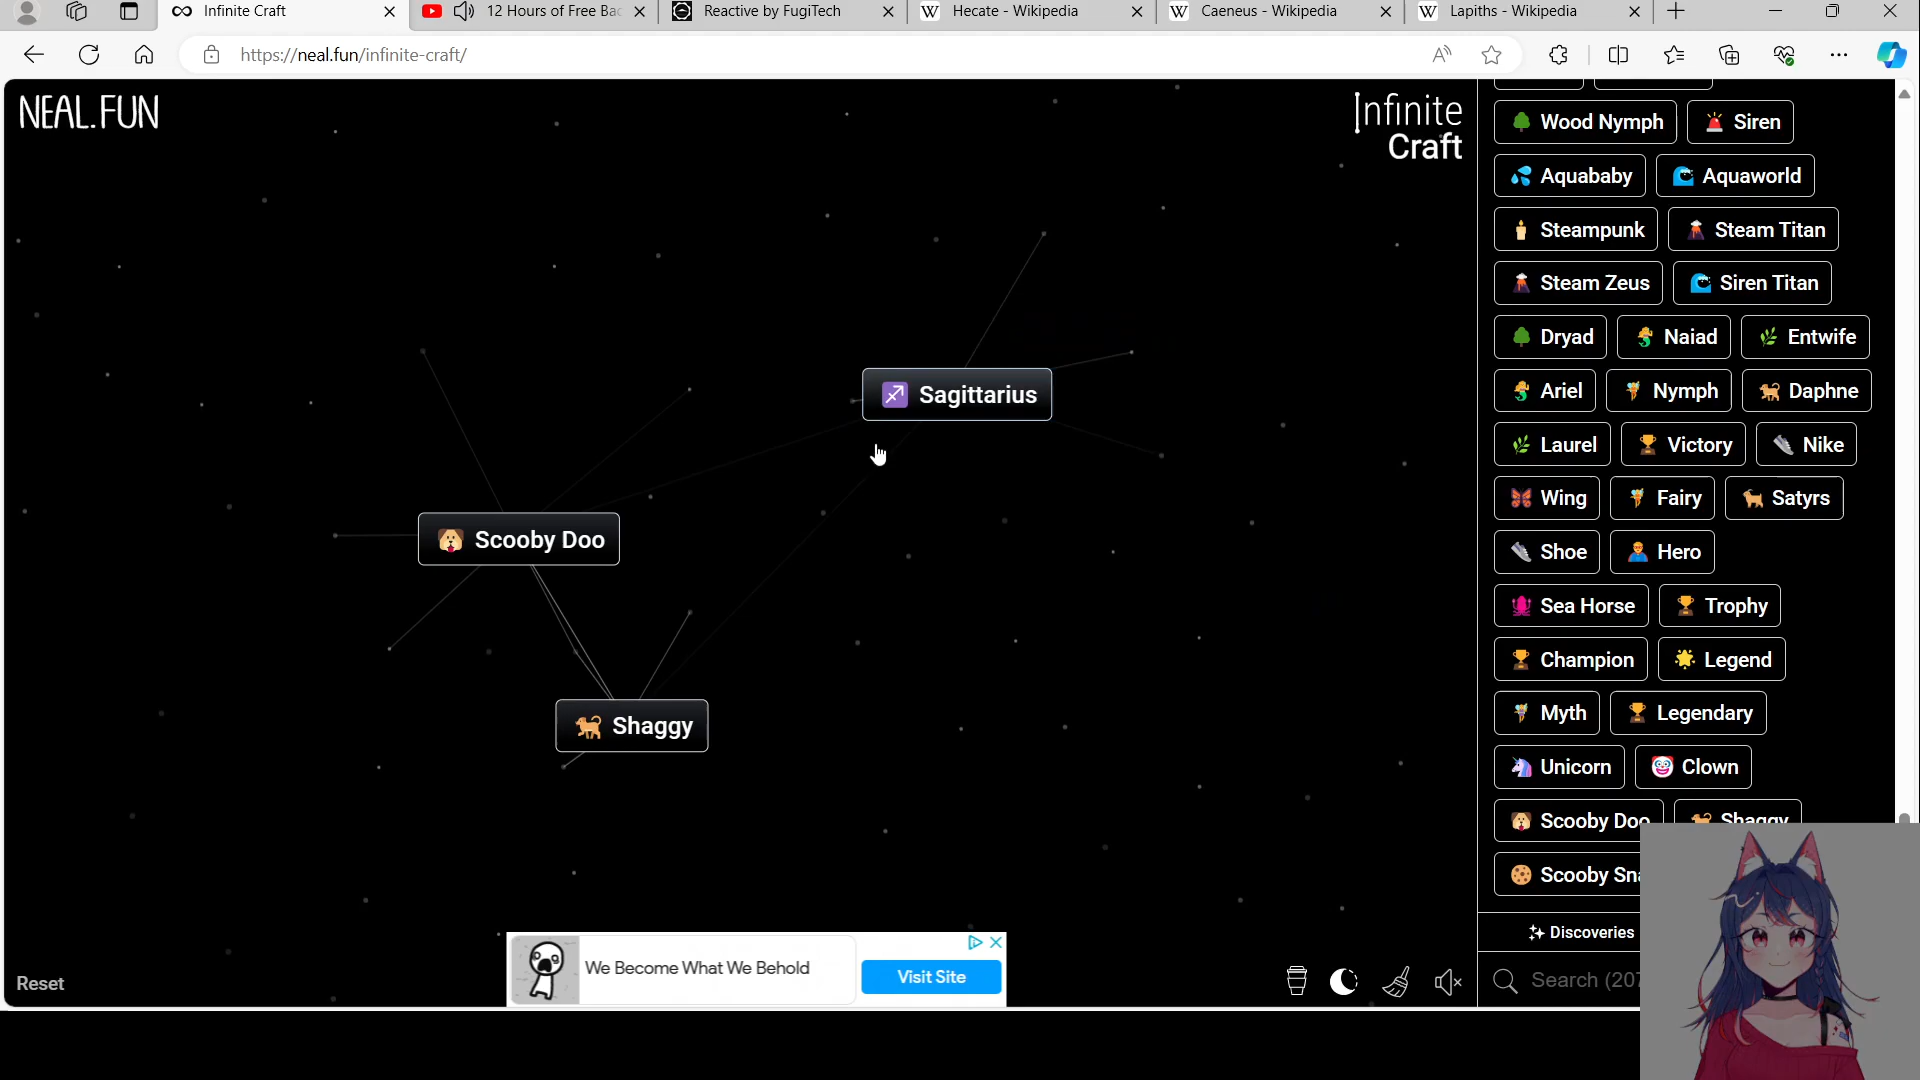 Infinite Craft
12 Hours of Free Bac
Reactive by FugiTech
Hecate - Wikipedia
Caeneus - Wikipedia
Lapiths - Wikipedia
https://neal.fun/infinite-craft/
NEAL.FUN
Infinite
Craft
Sagittarius
Scooby Doo
Shaggy
Wood Nymph
Siren
Aquababy
Aquaworld
Steampunk
Steam Titan
Steam Zeus
Siren Titan
Dryad
Naiad
Entwife
Ariel
Nymph
Daphne
Laurel
Victory
Nike
Wing
Fairy
Satyrs
Shoe
Hero
Sea Horse
Trophy
Champion
Legend
Myth
Legendary
Unicorn
Clown
Scooby Doo
Shaggy
Scooby Sna
Discoveries
Search (207
Reset
We Become What We Behold
Visit Site